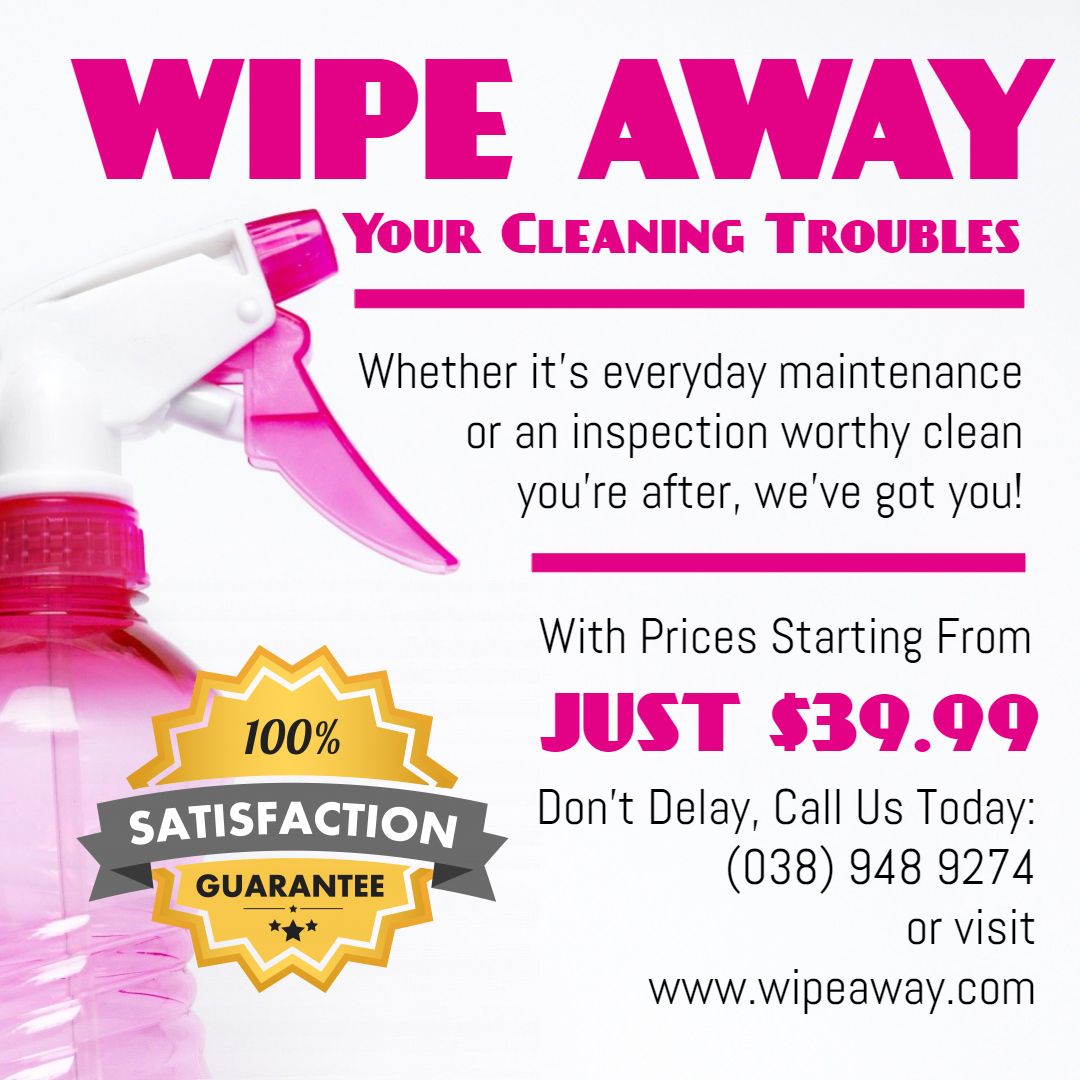 WIPE AWAY
YOUR CLEANING TROUBLES
Whether it's everyday maintenance
or an inspection worthy clean
you're after, we've got you!
With Prices Starting From
JUST $39.99
Don't Delay, Call Us Today:
(038) 948 9274
or visit
www.wipeaway.com
100%
SATISFACTION
GUARANTEE